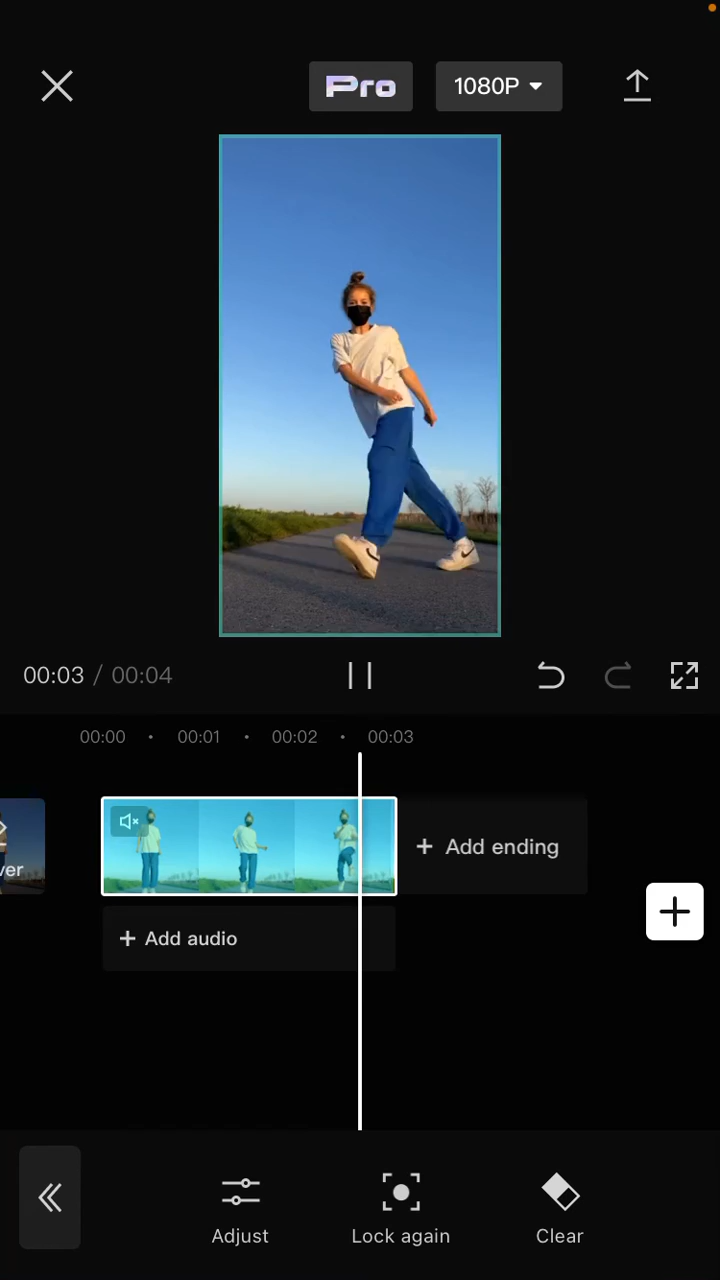 Pro 1080P
00:03 / 00:04
00:00 • 00:01 • 00:02 • 00:03
ver
+ Add ending
+ Add audio
Adjust Lock again Clear